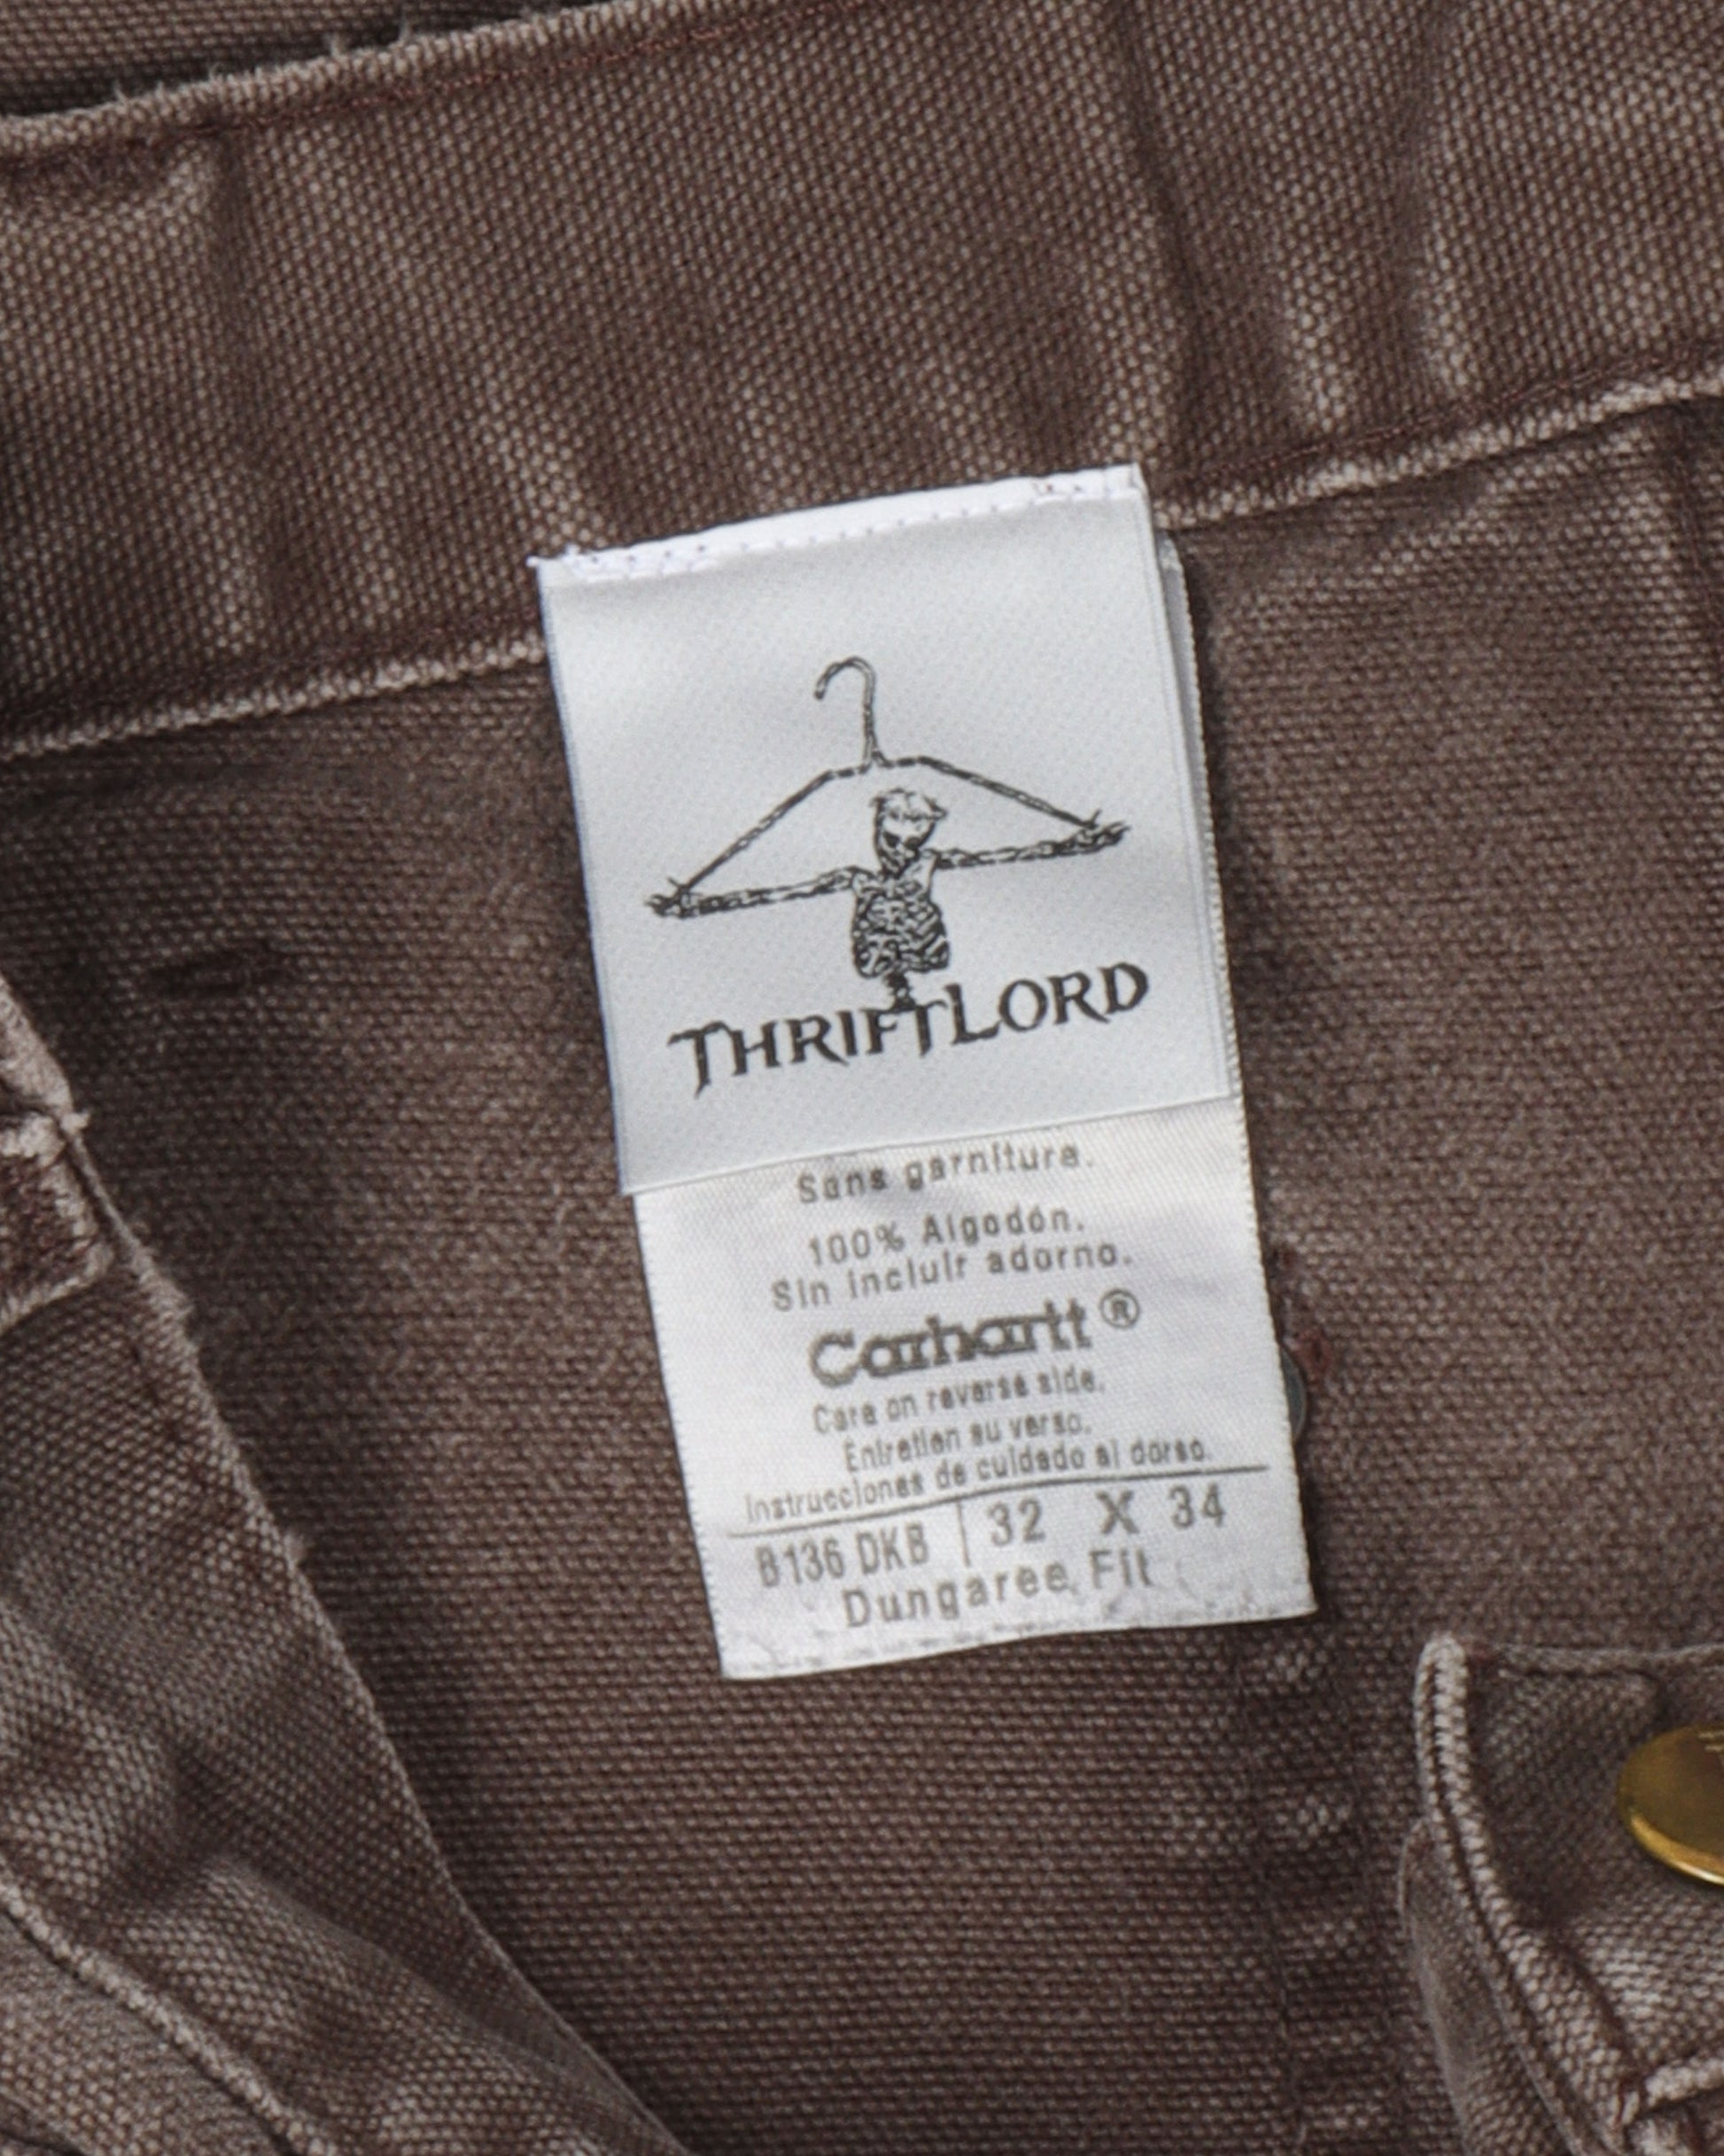 THRIFTLORD
Sans garniture.
100% Algodón.
Sin incluir adorno.
Carhartt®
Care on reverse side.
Entretien au verso.
Instrucciones de cuidado al dorso.
B136 DKB | 32 X 34
Dungaree Fit